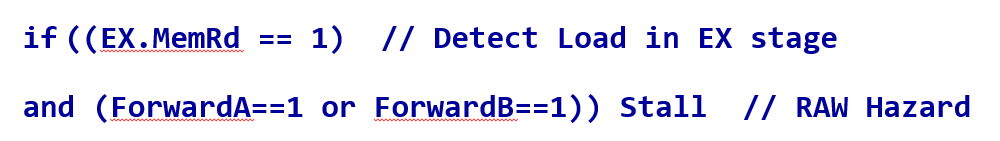 if ((EX.MemRd == 1)  // Detect Load in EX stage
and (ForwardA==1 or ForwardB==1)) Stall  // RAW Hazard